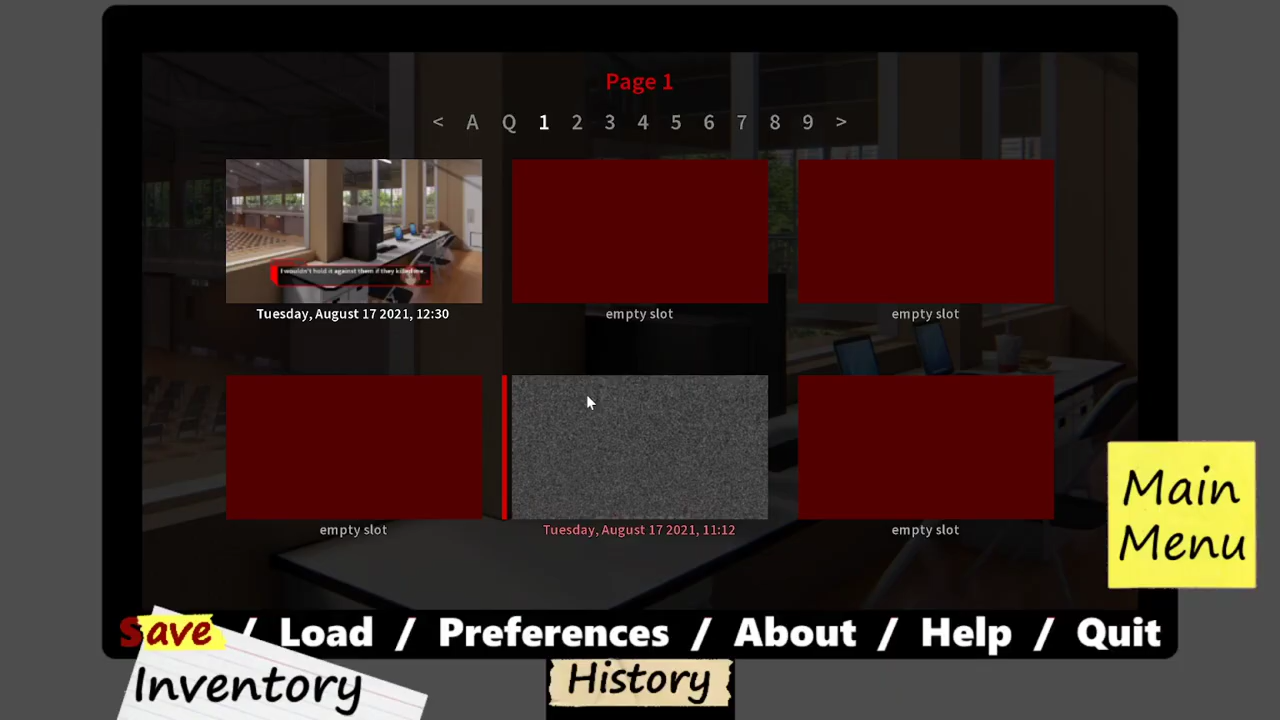 Page 1
< A Q 1 2 3 4 5 6 7 8 9 >
I wouldn't hold it against them if they killed me.
Tuesday, August 17 2021, 12:30
empty slot
empty slot
empty slot
Tuesday, August 17 2021, 11:12
empty slot
Main
Menu
Save / Load / Preferences / About / Help / Quit
Inventory
History